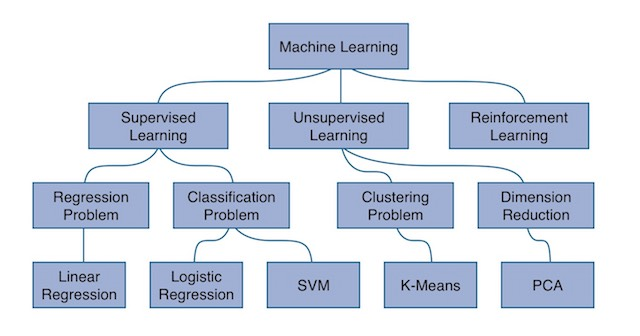 Machine Learning
Supervised
Learning
Unsupervised
Learning
Reinforcement
Learning
Regression
Problem
Classification
Problem
Clustering
Problem
Dimension
Reduction
Linear
Regression
Logistic
Regression
SVM
K-Means
PCA